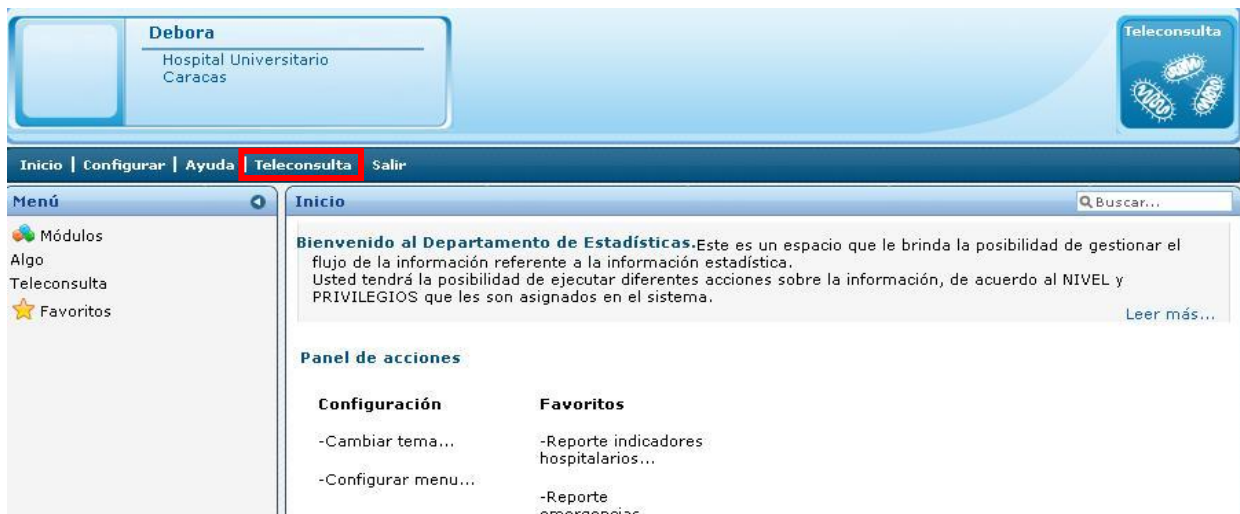 Debora
Hospital Universitario
Caracas
Teleconsulta
Inicio | Configurar | Ayuda | Teleconsulta Salir
Menú
Módulos
Algo
Teleconsulta
Favoritos
Inicio
Buscar...
Bienvenido al Departamento de Estadísticas.Este es un espacio que le brinda la posibilidad de gestionar el
flujo de la información referente a la información estadística.
Usted tendrá la posibilidad de ejecutar diferentes acciones sobre la información, de acuerdo al NIVEL y
PRIVILEGIOS que les son asignados en el sistema.
Leer más...
Panel de acciones
Configuración
-Cambiar tema...
-Configurar menu...
Favoritos
-Reporte indicadores
hospitalarios...
-Reporte